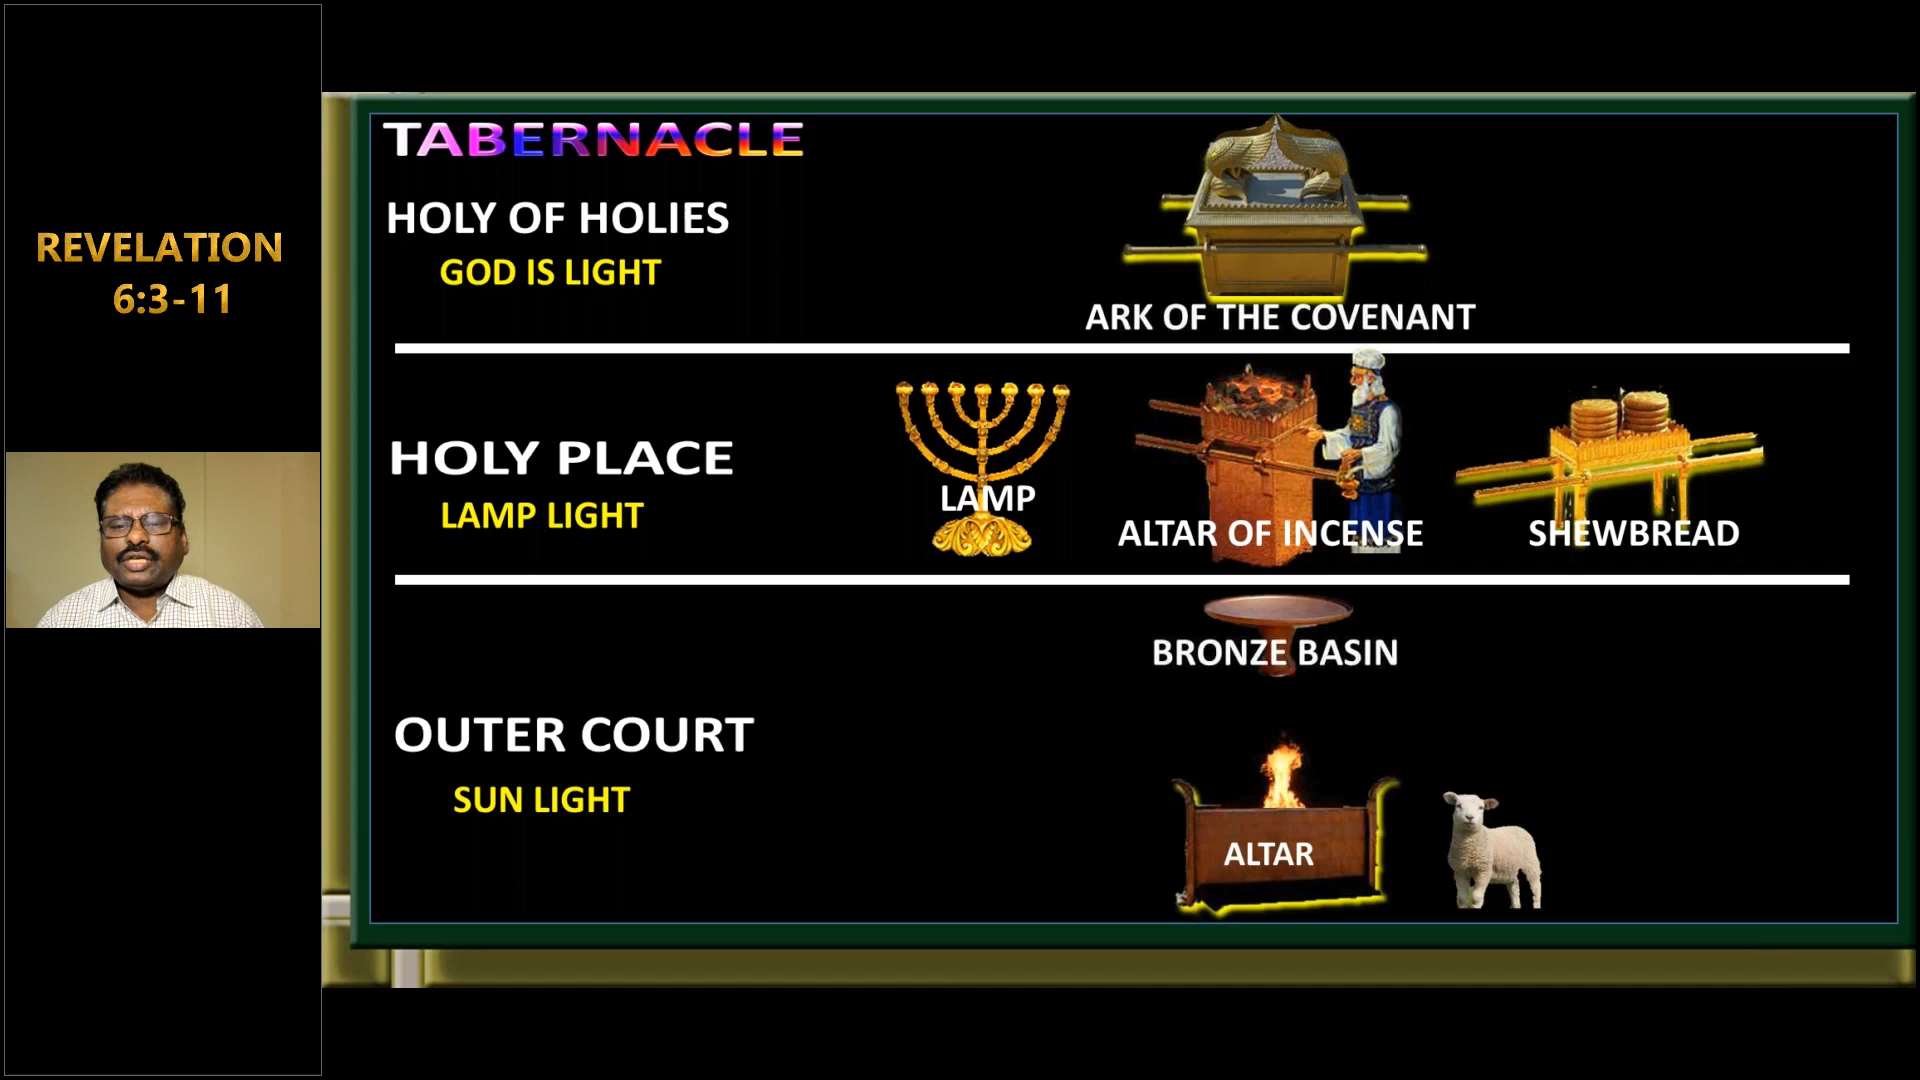 REVELATION
6:3-11
TABERNACLE
HOLY OF HOLIES
GOD IS LIGHT
ARK OF THE COVENANT
HOLY PLACE
LAMP LIGHT
LAMP
ALTAR OF INCENSE
SHEWBREAD
BRONZE BASIN
OUTER COURT
SUN LIGHT
ALTAR